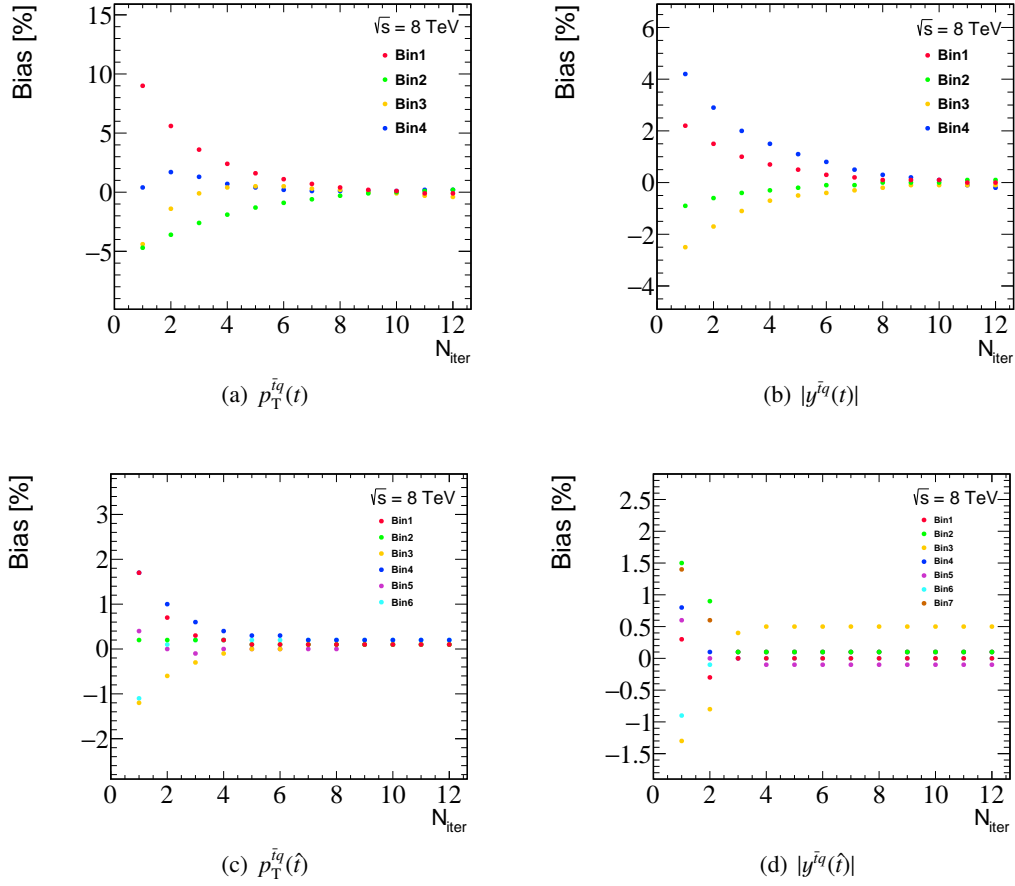 Bias [%]
√s = 8 TeV
Bin1
Bin2
Bin3
Bin4
15
10
5
0
−5
0 2 4 6 8 10 12
N_iter
(a) p_T^{t̄q}(t)
Bias [%]
√s = 8 TeV
Bin1
Bin2
Bin3
Bin4
6
4
2
0
−2
−4
0 2 4 6 8 10 12
N_iter
(b) |y^{t̄q}(t)|
Bias [%]
√s = 8 TeV
Bin1
Bin2
Bin3
Bin4
Bin5
Bin6
3
2
1
0
−1
−2
0 2 4 6 8 10 12
N_iter
(c) p_T^{t̄q}(t̂)
Bias [%]
√s = 8 TeV
Bin1
Bin2
Bin3
Bin4
Bin5
Bin6
Bin7
2.5
2
1.5
1
0.5
0
−0.5
−1
−1.5
0 2 4 6 8 10 12
N_iter
(d) |y^{t̄q}(t̂)|